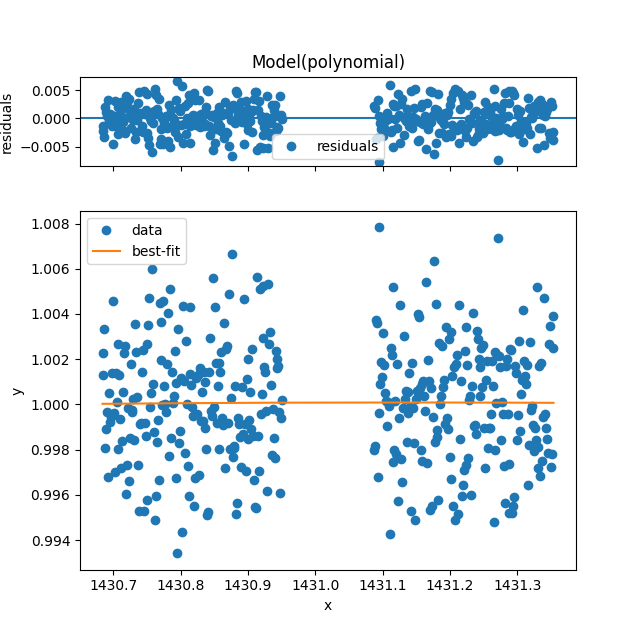 Model(polynomial)
residuals
0.005
0.000
−0.005
residuals
y
1.008
1.006
1.004
1.002
1.000
0.998
0.996
0.994
data
best-fit
1430.7 1430.8 1430.9 1431.0 1431.1 1431.2 1431.3
x